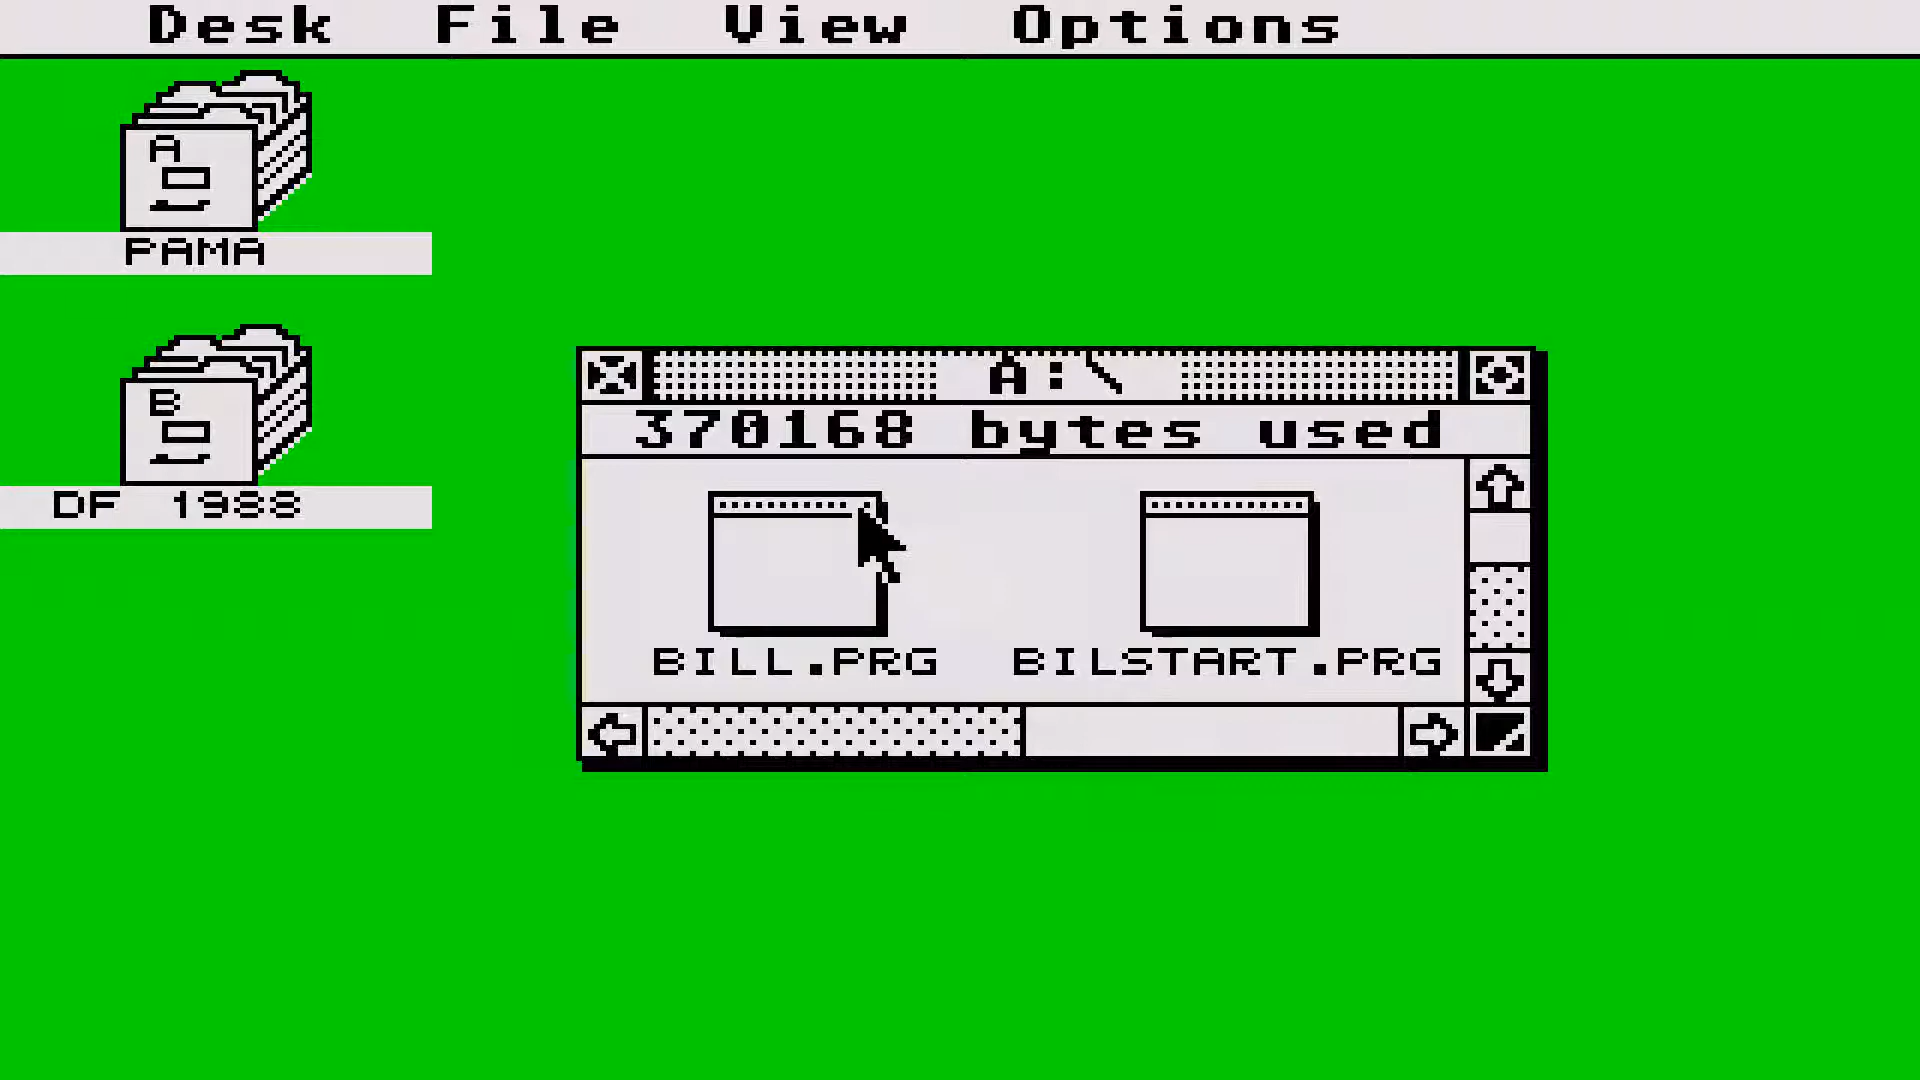 Desk File View Options
A
PAMA
B
DF 1988
A:\
370168 bytes used
BILL.PRG BILSTART.PRG